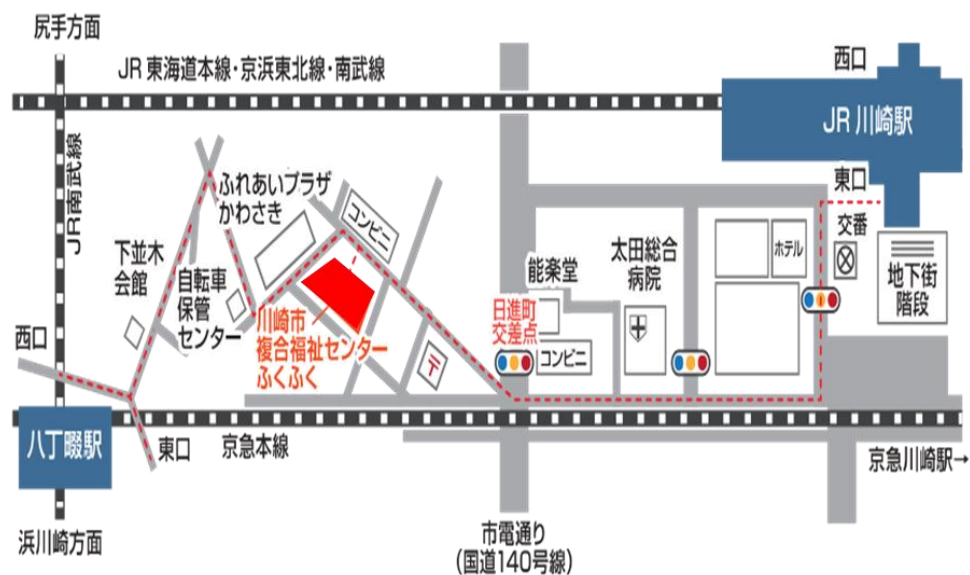 尻手方面
JR 東海道本線・京浜東北線・南武線
西口
JR 川崎駅
JR南武線
東口
ふれあいプラザ
かわさき
コンビニ
交番
ホテル
下並木
会館
自転車
保管
センター
能楽堂
太田総合
病院
地下街
階段
日進町
交差点
川崎市
複合福祉センター
ふくふく
コンビニ
〒
西口
八丁畷駅
東口
京急本線
京急川崎駅→
浜川崎方面
市電通り
(国道140号線)